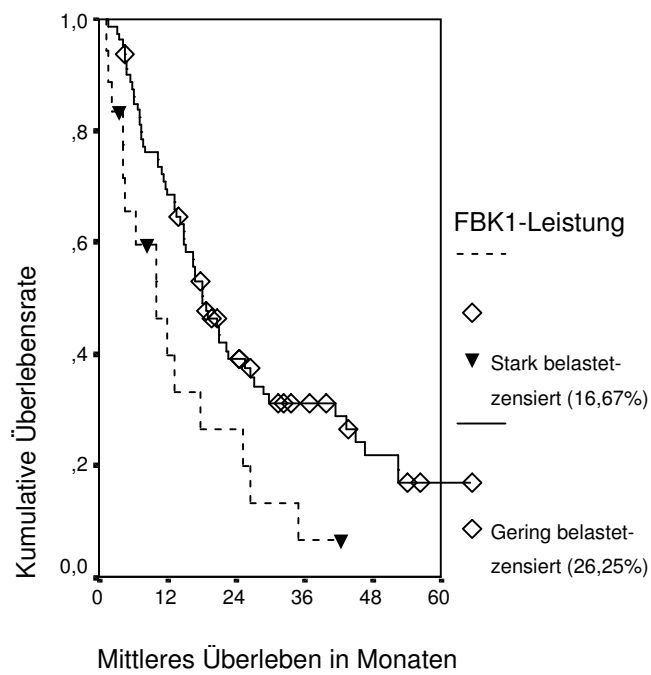 1,0
,8
,6
,4
,2
0,0
Kumulative Überlebensrate
0 12 24 36 48 60
Mittleres Überleben in Monaten
FBK1-Leistung
Stark belastet-
zensiert (16,67%)
Gering belastet-
zensiert (26,25%)